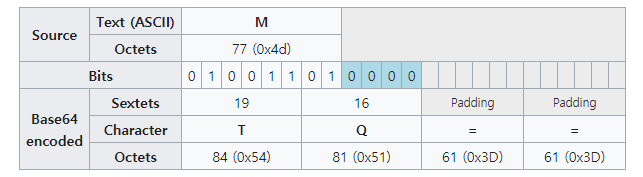 Source Text (ASCII) M
Octets 77 (0x4d)
Bits 0 1 0 0 1 1 0 1 0 0 0 0
Base64 encoded Sextets 19 16 Padding Padding
Character T Q = =
Octets 84 (0x54) 81 (0x51) 61 (0x3D) 61 (0x3D)